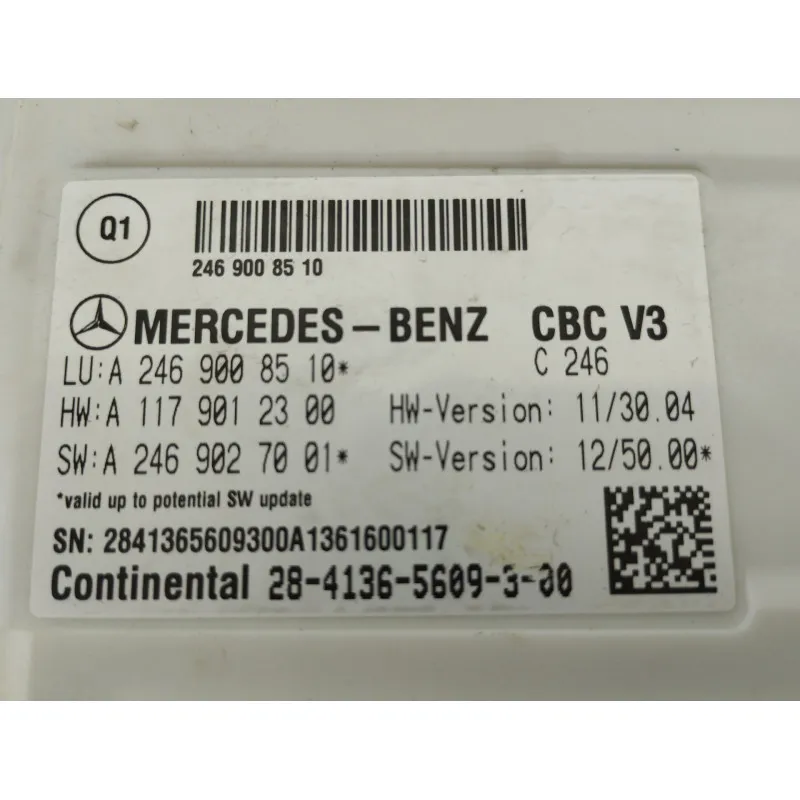 Q1
246 900 85 10
MERCEDES-BENZ CBC V3
LU:A 246 900 85 10* C 246
HW:A 117 901 23 00 HW-Version: 11/30.04
SW:A 246 902 70 01* SW-Version: 12/50.00*
*valid up to potential SW update
SN: 2841365609300A1361600117
Continental 28-4136-5609-3-00